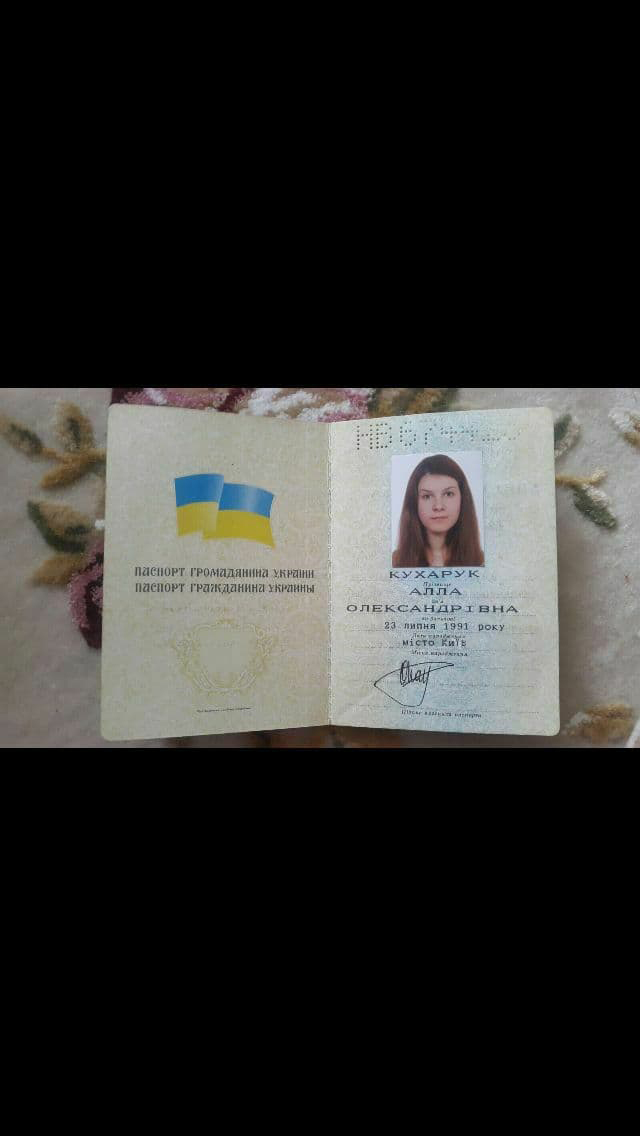 ПАСПОРТ ГРОМАДЯНИНА УКРАЇНИ
ПАСПОРТ ГРАЖДАНИНА УКРАИНЫ
КУХАРУК
Прізвище
АЛЛА
Ім'я
ОЛЕКСАНДРІВНА
по батькові
23 липня 1991 року
Дата народження
місто Київ
Місце народження
Підпис власника паспорта